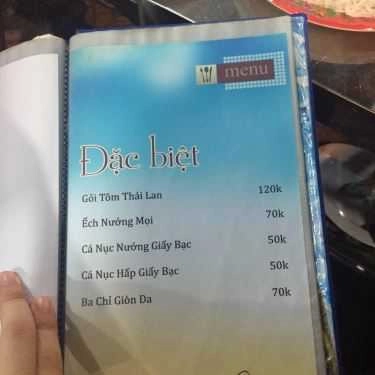 menu
Đặc biệt
Gỏi Tôm Thái Lan 120k
Ếch Nướng Mọi 70k
Cá Nục Nướng Giấy Bạc 50k
Cá Nục Hấp Giấy Bạc 50k
Ba Chỉ Giòn Da 70k